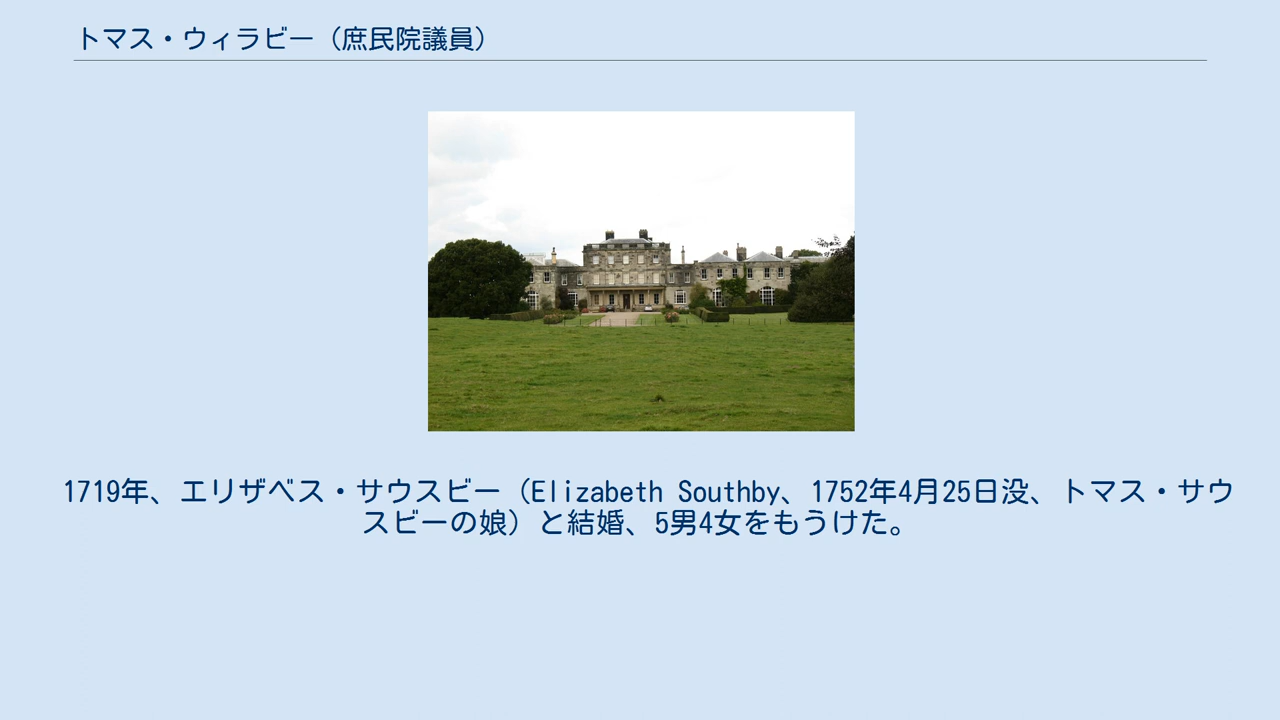 トマス・ウィラビー（庶民院議員）
1719年、エリザベス・サウスビー（Elizabeth Southby、1752年4月25日没、トマス・サウ
スビーの娘）と結婚、5男4女をもうけた。